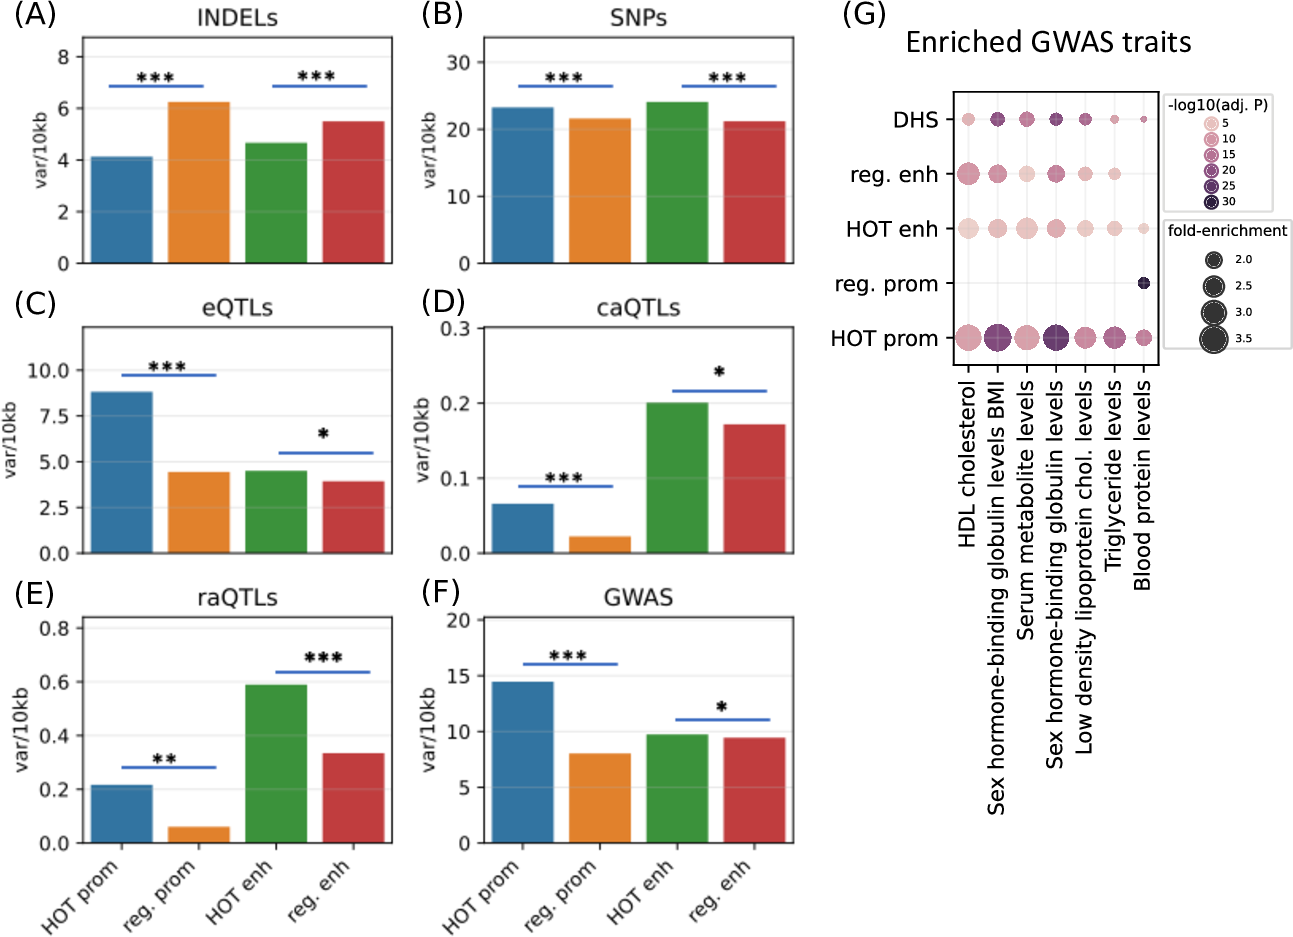 (A)
INDELs
***
***
var/10kb
8
6
4
2
0
(B)
SNPs
***
***
var/10kb
30
20
10
0
(C)
eQTLs
***
*
var/10kb
10.0
7.5
5.0
2.5
0.0
(D)
caQTLs
***
*
var/10kb
0.3
0.2
0.1
0.0
(E)
raQTLs
**
***
var/10kb
0.8
0.6
0.4
0.2
0.0
HOT prom
reg. prom
HOT enh
reg. enh
(F)
GWAS
***
*
var/10kb
20
15
10
5
0
HOT prom
reg. prom
HOT enh
reg. enh
(G)
Enriched GWAS traits
DHS
reg. enh
HOT enh
reg. prom
HOT prom
HDL cholesterol
Sex hormone-binding globulin levels BMI
Serum metabolite levels
Sex hormone-binding globulin levels
Low density lipoprotein chol. levels
Triglyceride levels
Blood protein levels
-log10(adj. P)
5
10
15
20
25
30
fold-enrichment
2.0
2.5
3.0
3.5